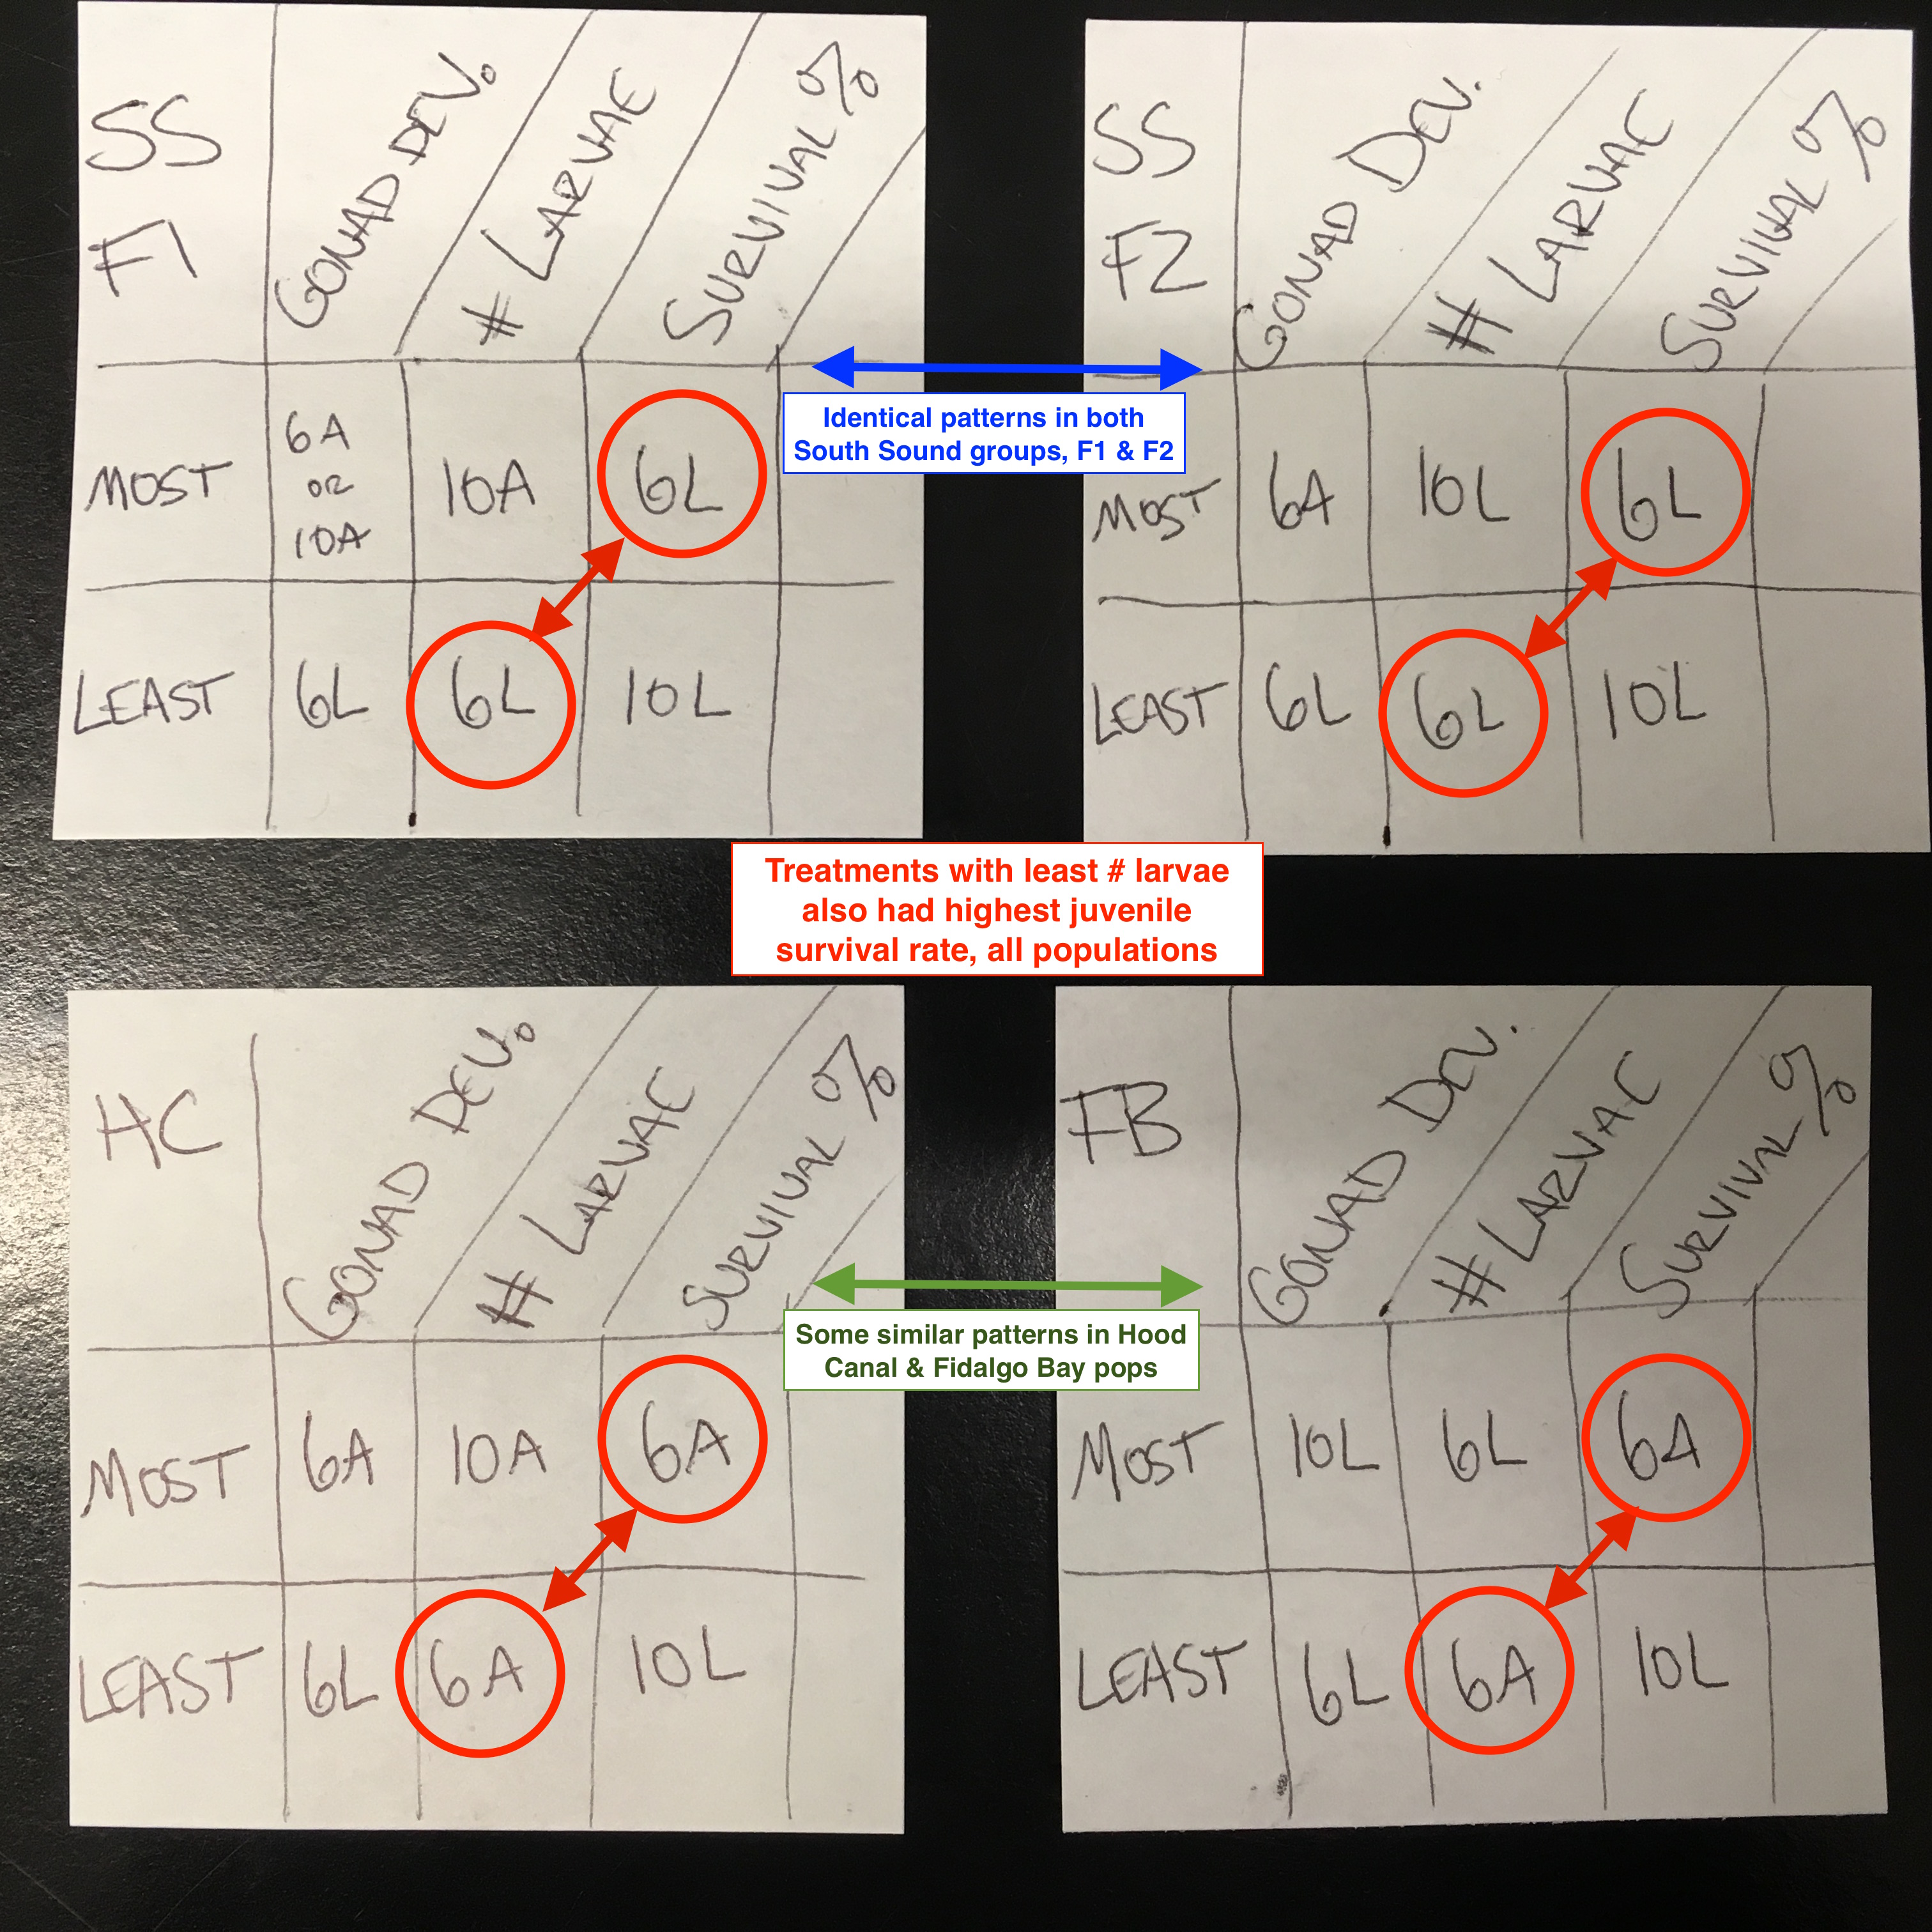 SS
F1
GONAD DEV.
# LARVAE
SURVIVAL %
MOST
6A
OR
10A
10A
6L
LEAST
6L
6L
10L
SS
F2
GONAD DEV.
# LARVAE
SURVIVAL %
MOST
6A
10L
6L
LEAST
6L
6L
10L
Identical patterns in both
South Sound groups, F1 & F2
Treatments with least # larvae
also had highest juvenile
survival rate, all populations
HC
GONAD DEV.
# LARVAE
SURVIVAL %
MOST
6A
10A
6A
LEAST
6L
6A
10L
FB
GONAD DEV.
# LARVAE
SURVIVAL %
MOST
10L
6L
6A
LEAST
6L
6A
10L
Some similar patterns in Hood
Canal & Fidalgo Bay pops